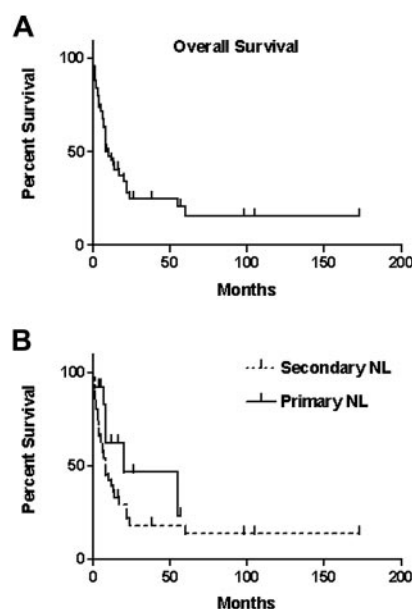 A
Overall Survival
100
50
0
Percent Survival
0 50 100 150 200
Months
B
Secondary NL
Primary NL
100
50
0
Percent Survival
0 50 100 150 200
Months